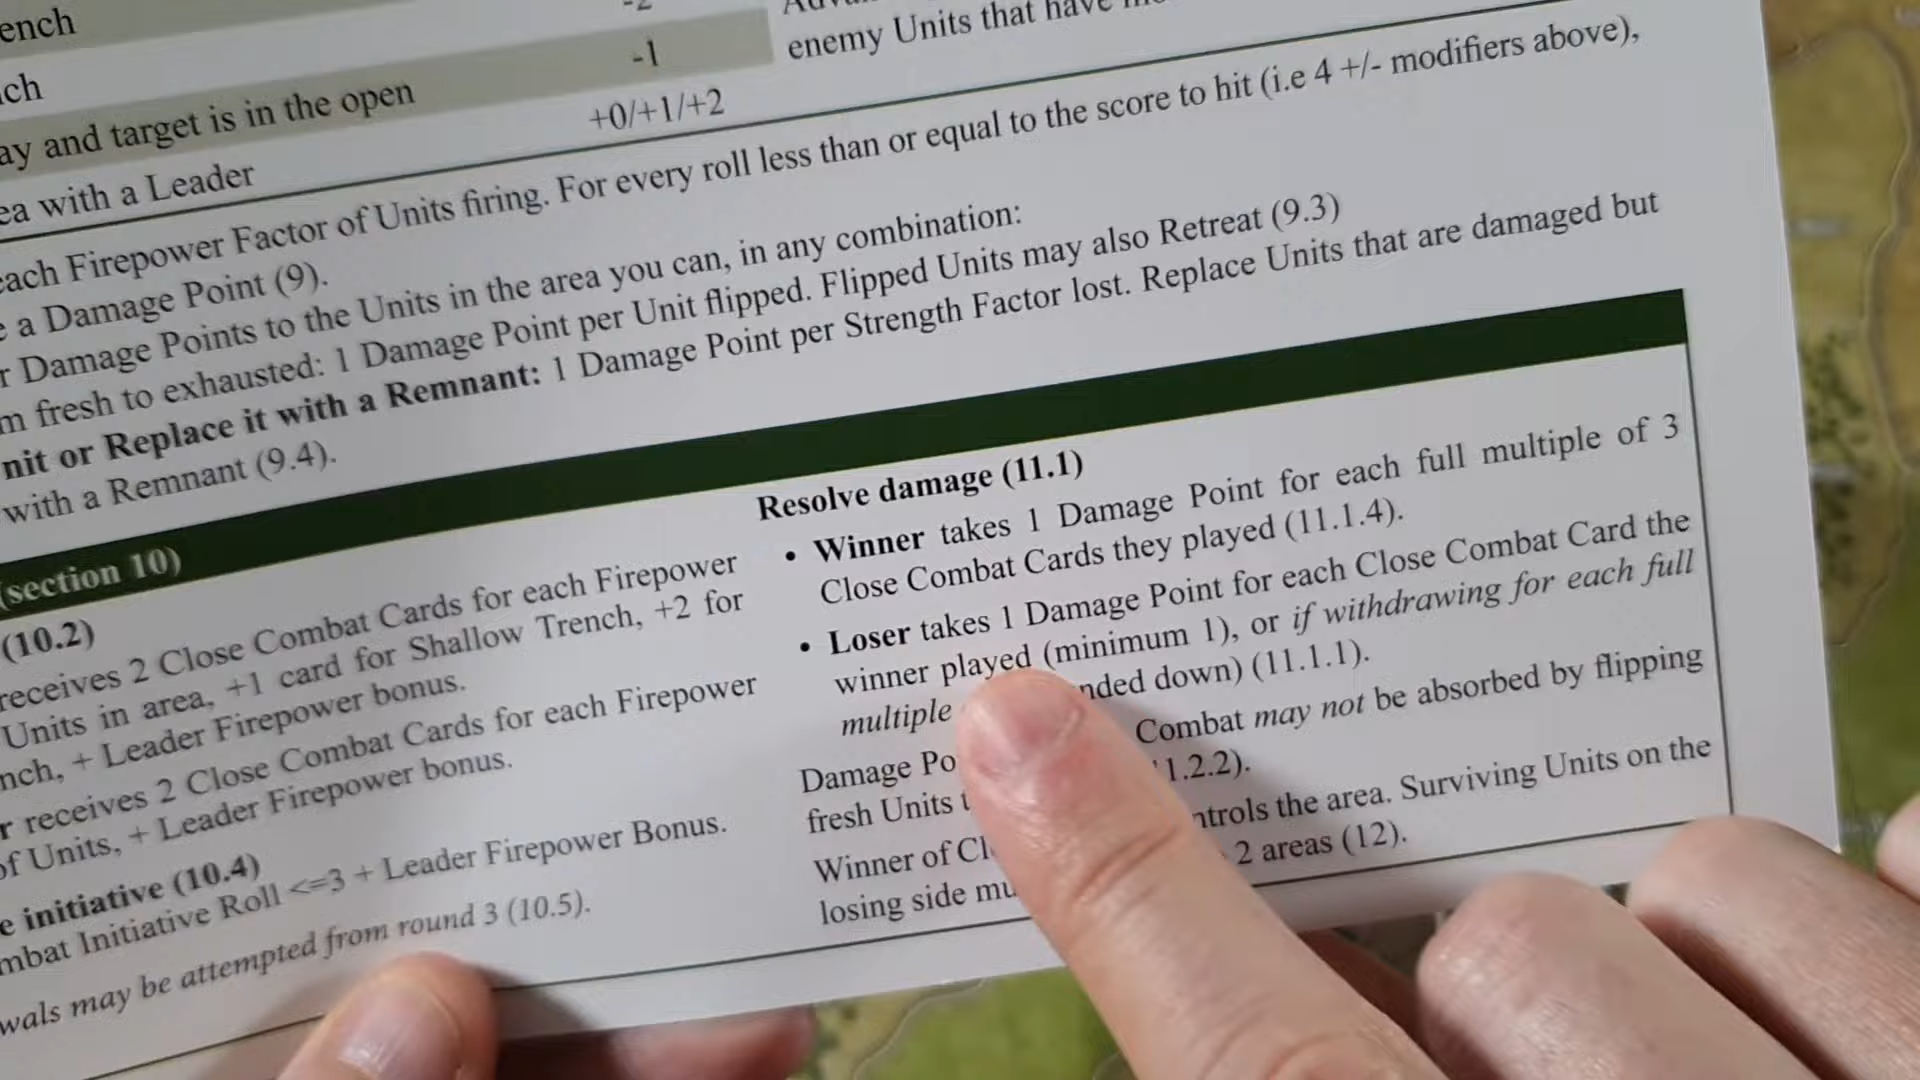 ench
-2
ch
-1
enemy Units that have
ay and target is in the open
+0/+1/+2
ea with a Leader
each Firepower Factor of Units firing. For every roll less than or equal to the score to hit (i.e 4 +/- modifiers above),
a Damage Point (9).
r Damage Points to the Units in the area you can, in any combination:
m fresh to exhausted: 1 Damage Point per Unit flipped. Flipped Units may also Retreat (9.3)
nit or Replace it with a Remnant: 1 Damage Point per Strength Factor lost. Replace Units that are damaged but
with a Remnant (9.4).
(section 10)
(10.2)
receives 2 Close Combat Cards for each Firepower
Units in area, +1 card for Shallow Trench, +2 for
nch, + Leader Firepower bonus.
r receives 2 Close Combat Cards for each Firepower
of Units, + Leader Firepower bonus.
e initiative (10.4)
mbat Initiative Roll <=3 + Leader Firepower Bonus.
wals may be attempted from round 3 (10.5).
Resolve damage (11.1)
• Winner takes 1 Damage Point for each full multiple of 3
Close Combat Cards they played (11.1.4).
• Loser takes 1 Damage Point for each Close Combat Card the
winner played (minimum 1), or if withdrawing for each full
multiple nded down) (11.1.1).
Damage Po Combat may not be absorbed by flipping
fresh Units 1.2.2).
Winner of Cl ntrols the area. Surviving Units on the
losing side mu 2 areas (12).